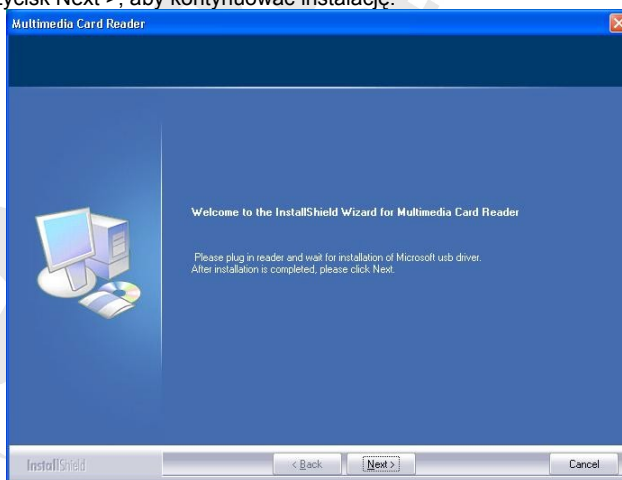 Next >, aby kontynuować instalację.
Multimedia Card Reader
Welcome to the InstallShield Wizard for Multimedia Card Reader
Please plug in reader and wait for installation of Microsoft usb driver.
After installation is completed, please click Next.
InstallShield
< Back Next > Cancel